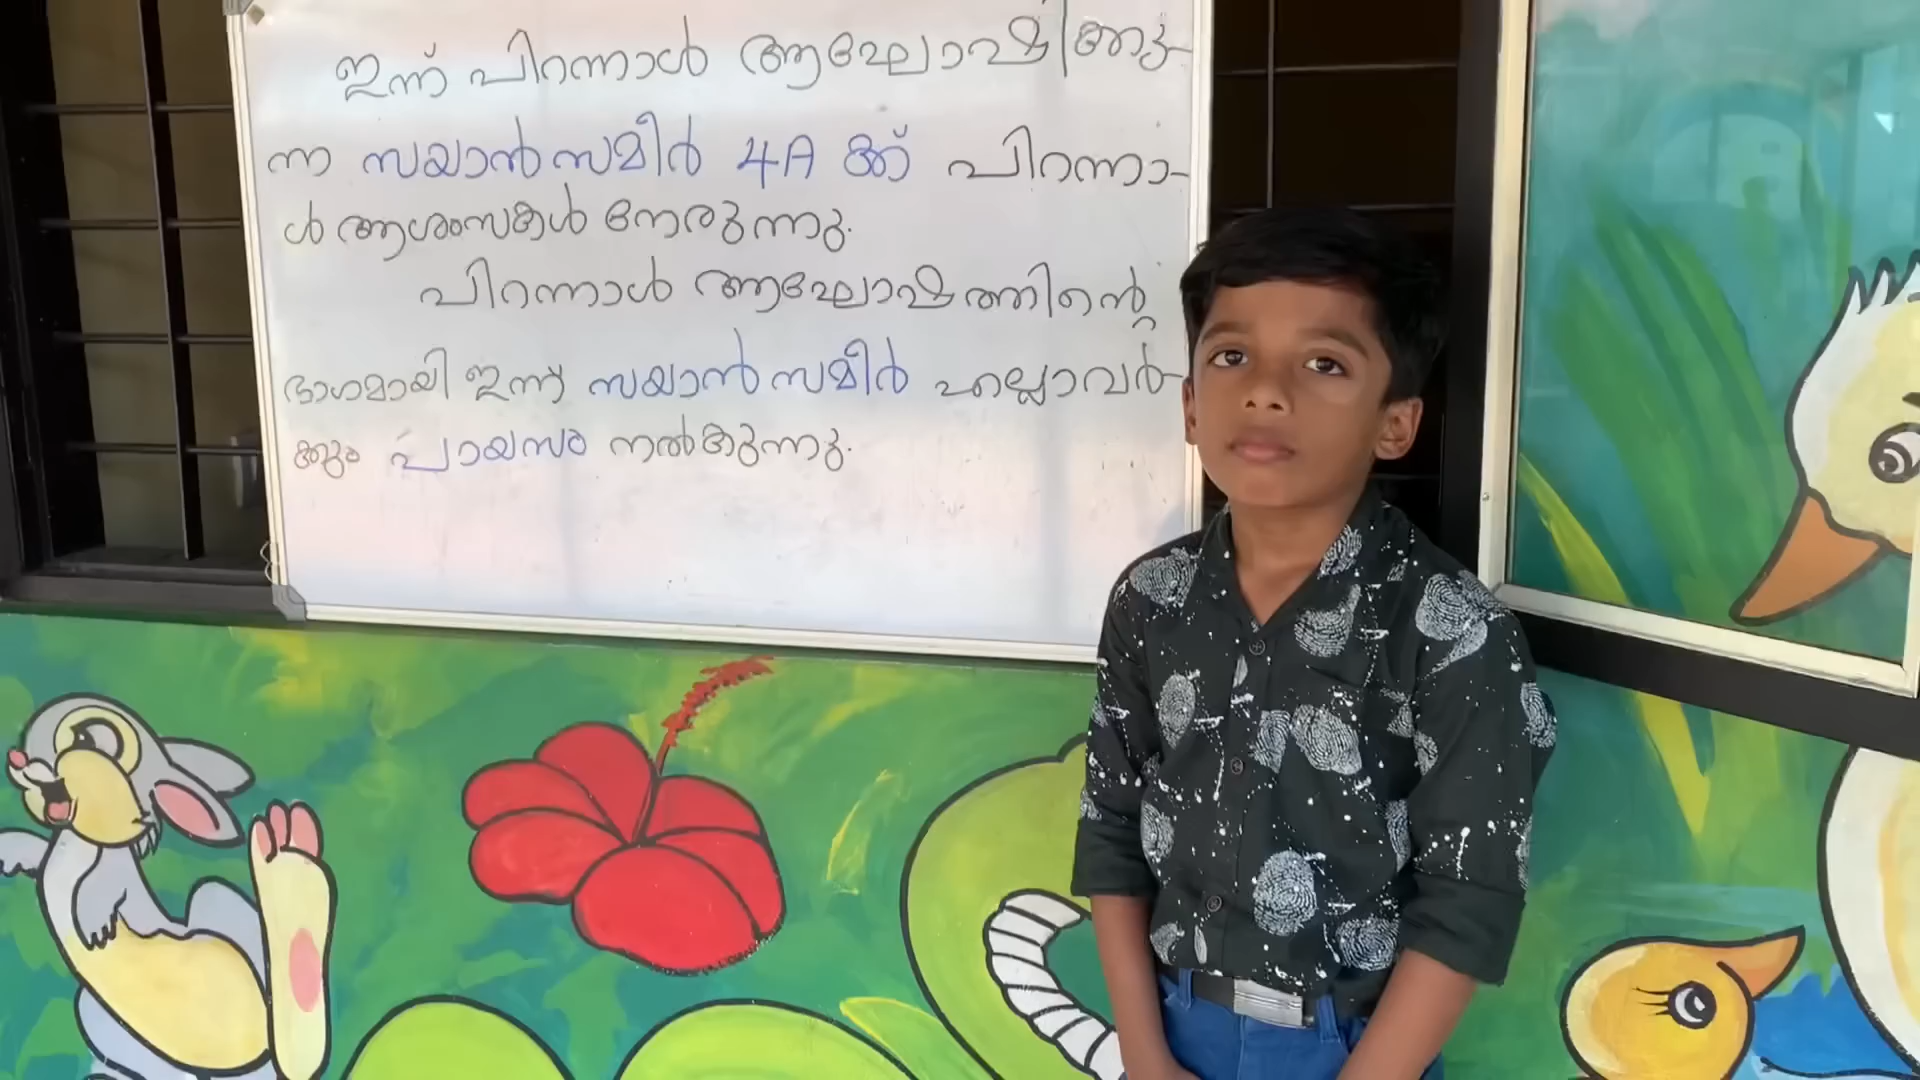 ഇന്ന് പിറന്നാൾ ആഘോഷിക്കു-
ന്ന സയാൻ സമീർ 4A ക്ക് പിറന്നാ-
ൾ ആശംസകൾ നേരുന്നു.
പിറന്നാൾ ആഘോഷത്തിന്റെ
ഭാഗമായി ഇന്ന് സയാൻ സമീർ എല്ലാവർ-
ക്കും പായസം നൽകുന്നു.